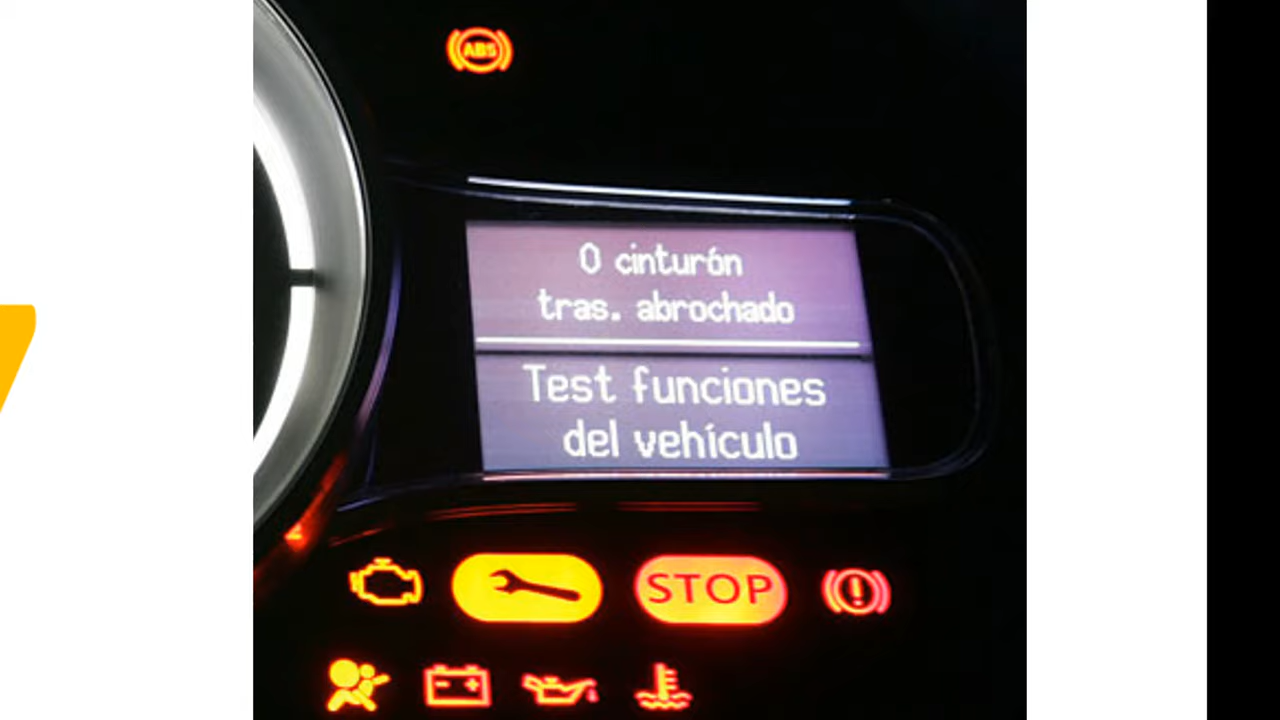 ABS
0 cinturón
tras. abrochado
Test funciones
del vehículo
STOP